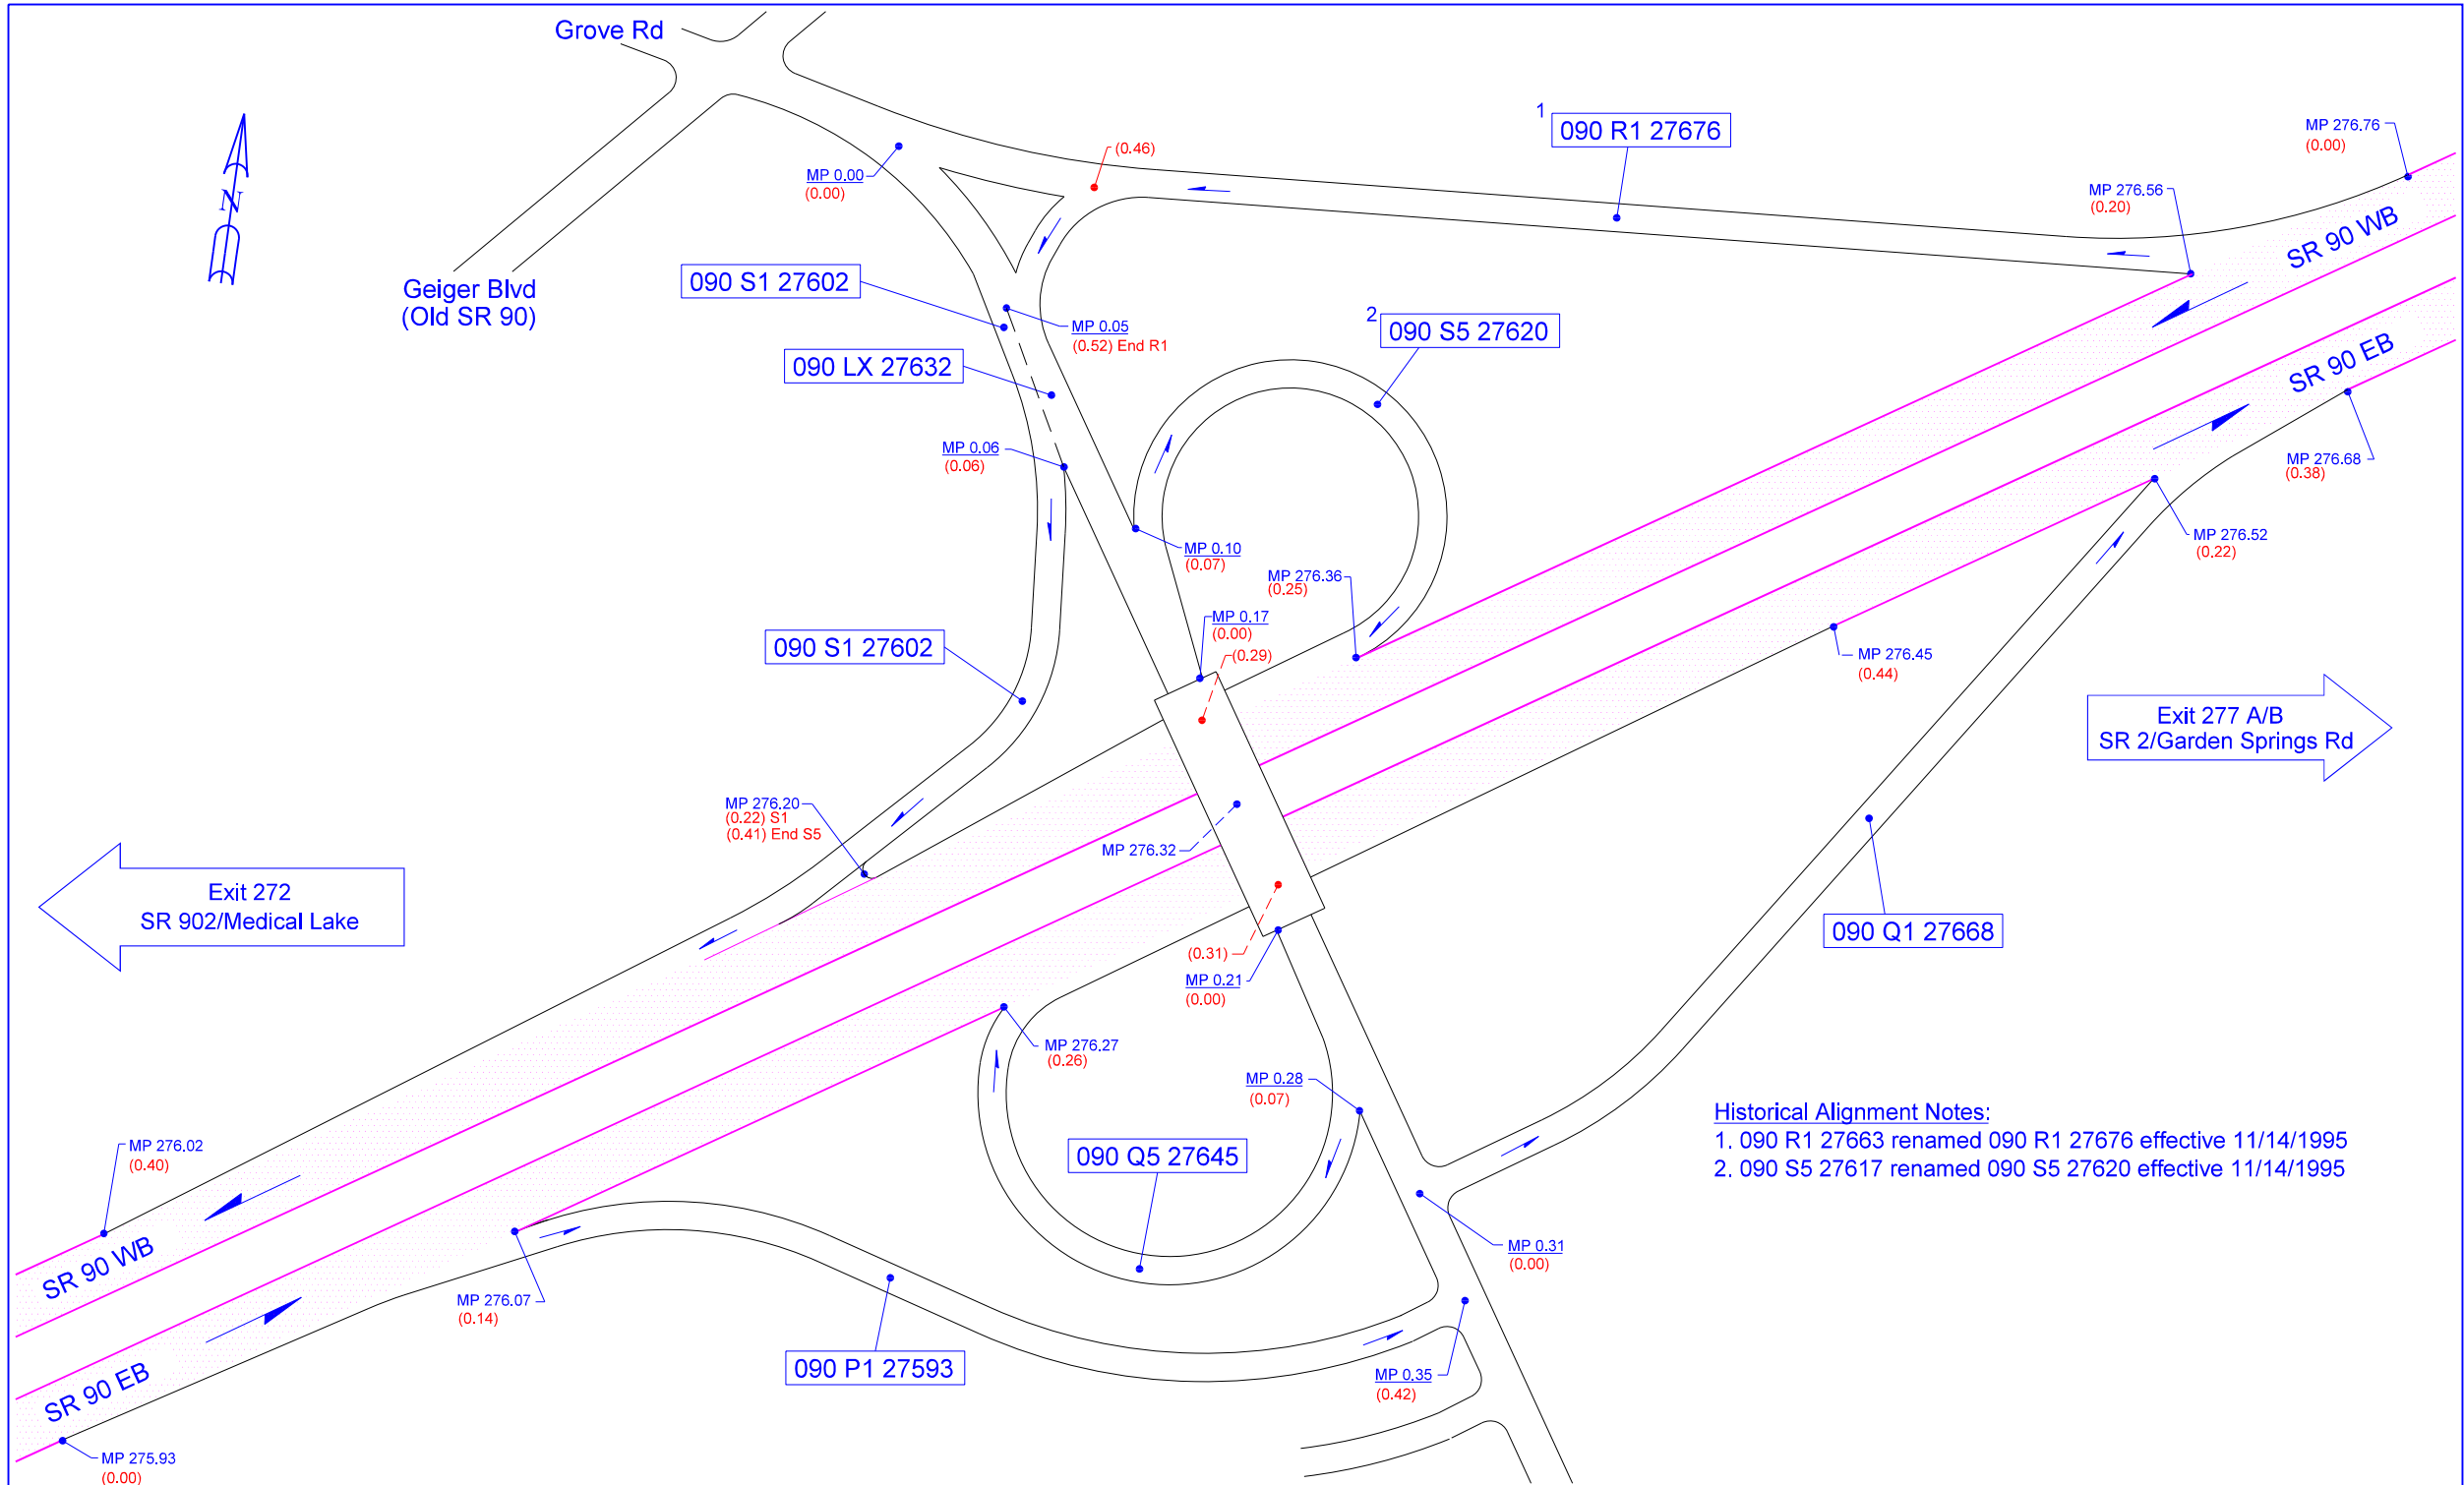 Grove Rd
1
090 R1 27676
MP 276.76
(0.00)
(0.46)
MP 0.00
(0.00)
MP 276.56
(0.20)
N
SR 90 WB
Geiger Blvd
(Old SR 90)
090 S1 27602
MP 0.05
(0.52) End R1
2
090 S5 27620
SR 90 EB
090 LX 27632
MP 0.06
(0.06)
MP 276.68
(0.38)
MP 0.10
(0.07)
MP 276.52
(0.22)
MP 276.36
(0.25)
MP 0.17
(0.00)
(0.29)
090 S1 27602
MP 276.45
(0.44)
Exit 277 A/B
SR 2/Garden Springs Rd
MP 276.20
(0.22) S1
(0.41) End S5
MP 276.32
Exit 272
SR 902/Medical Lake
090 Q1 27668
(0.31)
MP 0.21
(0.00)
MP 276.27
(0.26)
MP 0.28
(0.07)
Historical Alignment Notes:
1. 090 R1 27663 renamed 090 R1 27676 effective 11/14/1995
2. 090 S5 27617 renamed 090 S5 27620 effective 11/14/1995
MP 276.02
(0.40)
090 Q5 27645
MP 0.31
(0.00)
SR 90 WB
MP 276.07
(0.14)
090 P1 27593
MP 0.35
(0.42)
SR 90 EB
MP 275.93
(0.00)